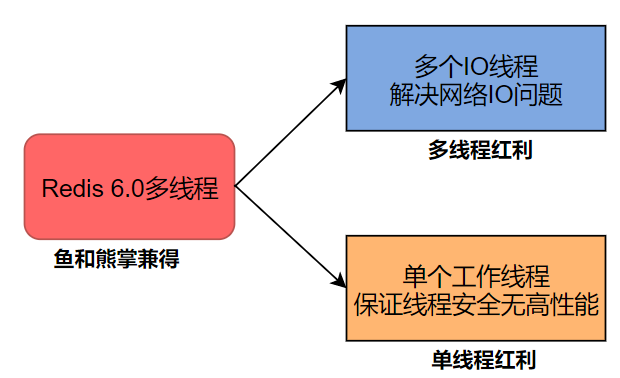 多个IO线程
解决网络IO问题
多线程红利
Redis 6.0多线程
鱼和熊掌兼得
单个工作线程
保证线程安全无高性能
单线程红利